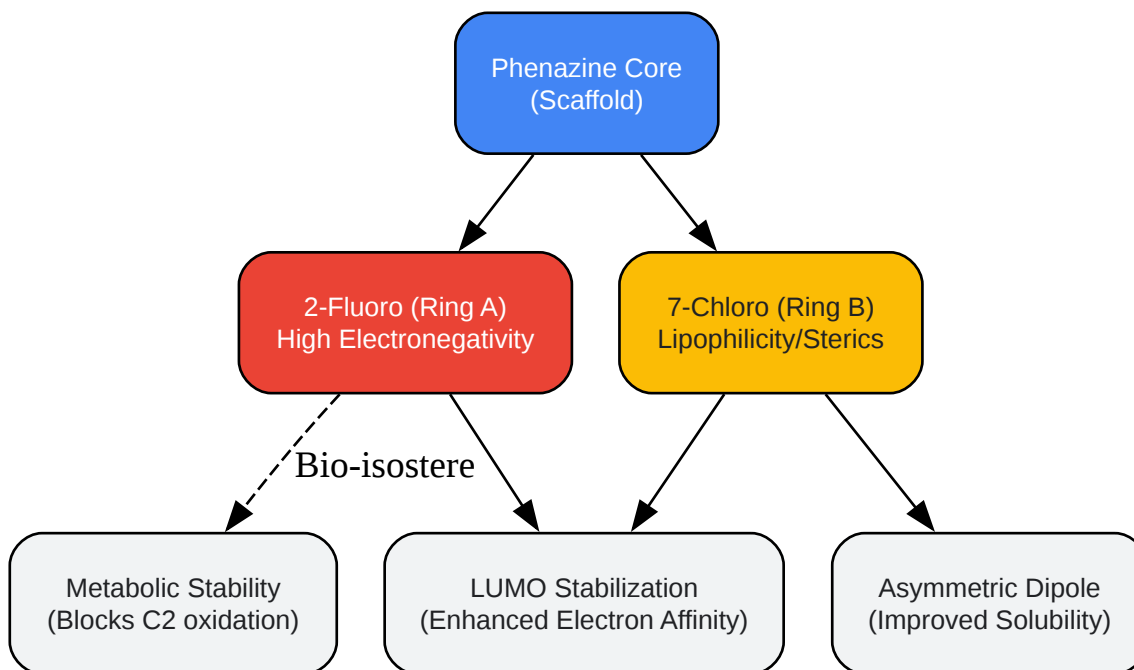 Phenazine Core
(Scaffold)
2-Fluoro (Ring A)
High Electronegativity
7-Chloro (Ring B)
Lipophilicity/Sterics
Bio-isostere
Metabolic Stability
(Blocks C2 oxidation)
LUMO Stabilization
(Enhanced Electron Affinity)
Asymmetric Dipole
(Improved Solubility)